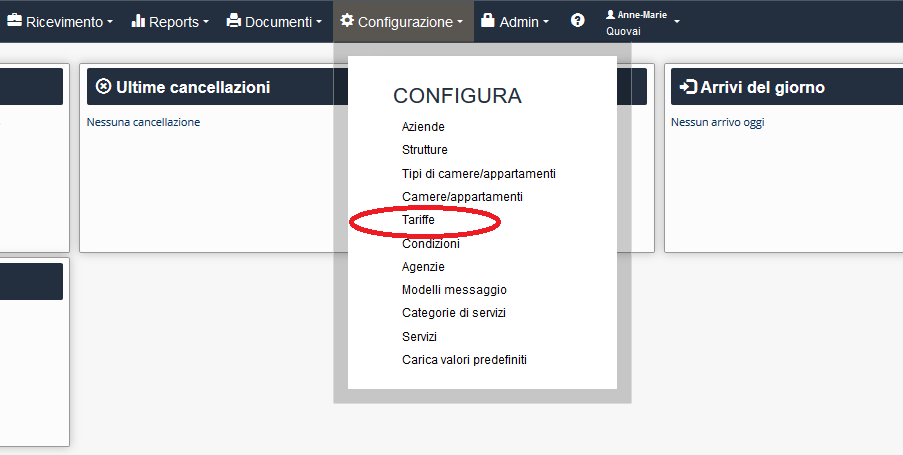 Ricevimento
Reports
Documenti
Configurazione
Admin
Anne-Marie
Quovai
Ultime cancellazioni
Nessuna cancellazione
Arrivi del giorno
Nessun arrivo oggi
CONFIGURA
Aziende
Strutture
Tipi di camere/appartamenti
Camere/appartamenti
Tariffe
Condizioni
Agenzie
Modelli messaggio
Categorie di servizi
Servizi
Carica valori predefiniti